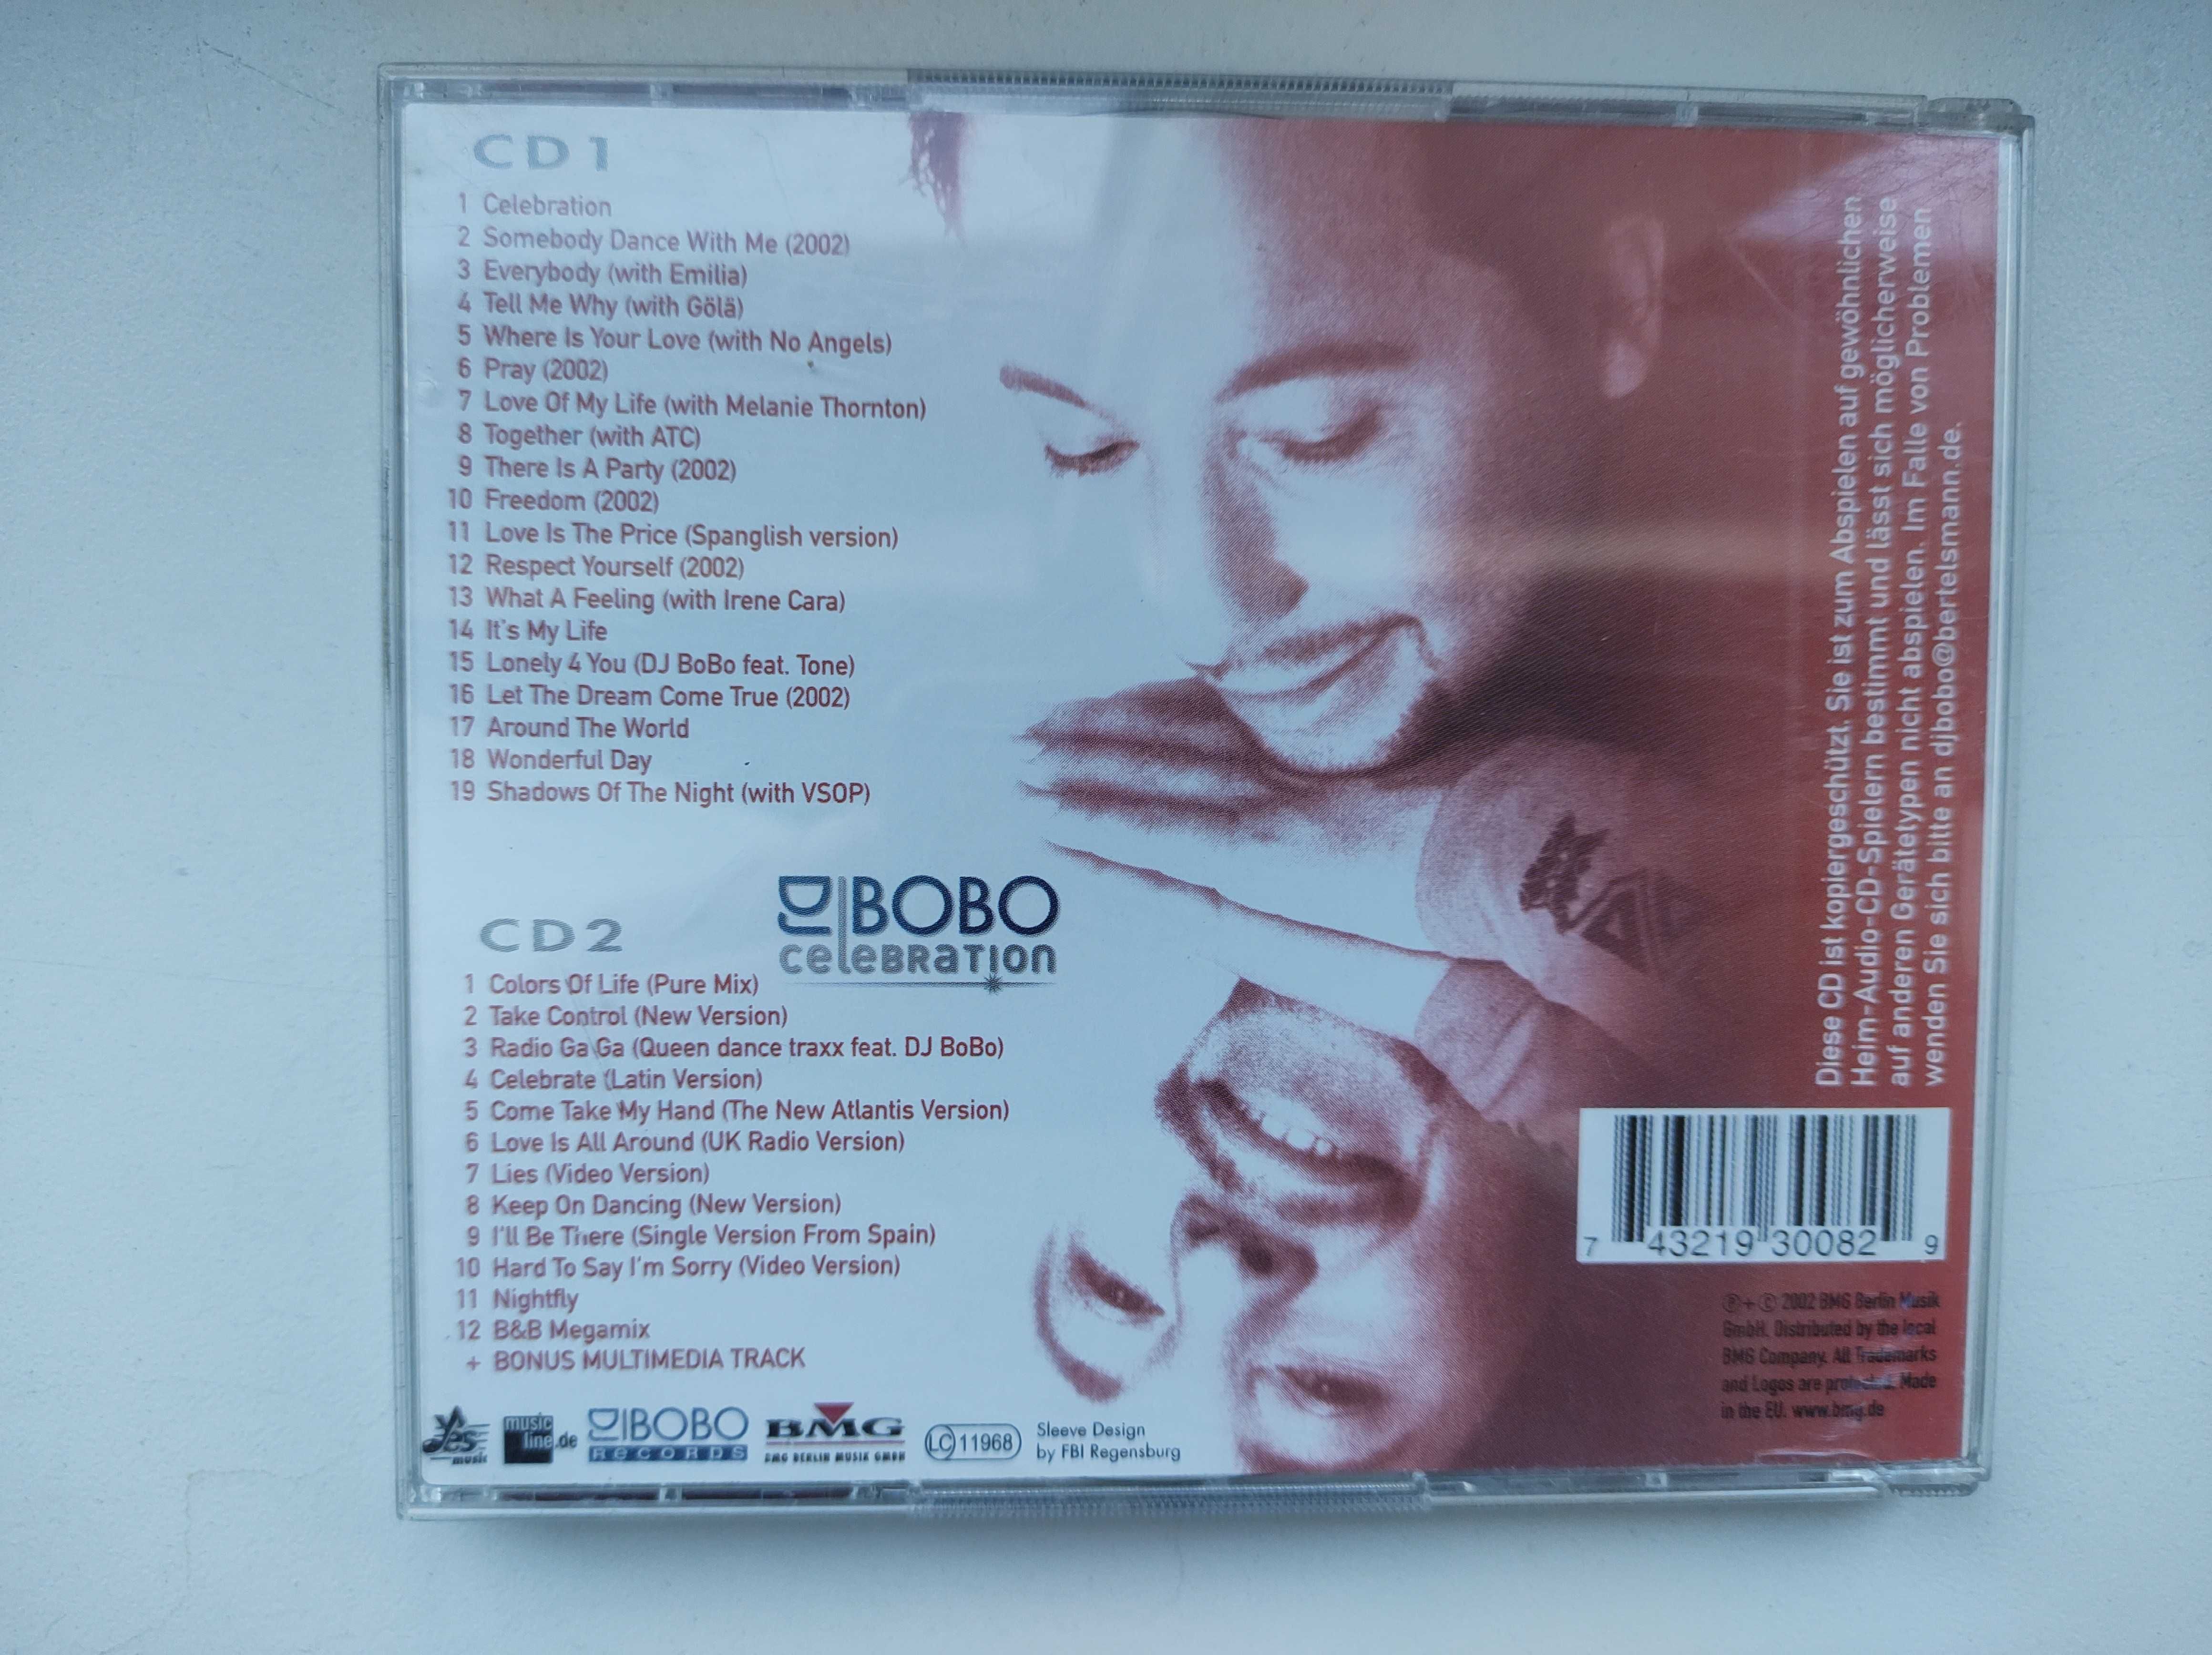 CD1
1 Celebration
2 Somebody Dance With Me (2002)
3 Everybody (with Emilia)
4 Tell Me Why (with Gölä)
5 Where Is Your Love (with No Angels)
6 Pray (2002)
7 Love Of My Life (with Melanie Thornton)
8 Together (with ATC)
9 There Is A Party (2002)
10 Freedom (2002)
11 Love Is The Price (Spanglish version)
12 Respect Yourself (2002)
13 What A Feeling (with Irene Cara)
14 It's My Life
15 Lonely 4 You (DJ BoBo feat. Tone)
16 Let The Dream Come True (2002)
17 Around The World
18 Wonderful Day
19 Shadows Of The Night (with VSOP)
DJ BOBO
celebration
CD2
1 Colors Of Life (Pure Mix)
2 Take Control (New Version)
3 Radio Ga Ga (Queen dance traxx feat. DJ BoBo)
4 Celebrate (Latin Version)
5 Come Take My Hand (The New Atlantis Version)
6 Love Is All Around (UK Radio Version)
7 Lies (Video Version)
8 Keep On Dancing (New Version)
9 I'll Be There (Single Version From Spain)
10 Hard To Say I'm Sorry (Video Version)
11 Nightfly
12 B&B Megamix
+ BONUS MULTIMEDIA TRACK
yes
music
music
line.de
DJ BOBO
RECORDS
BMG
BMG BERLIN MUSIK GMBH
LC 11968
Sleeve Design
by FBI Regensburg
Diese CD ist kopiergeschützt. Sie ist zum Abspielen auf gewöhnlichen
Heim-Audio-CD-Spielern bestimmt und lässt sich möglicherweise
auf anderen Gerätetypen nicht abspielen. Im Falle von Problemen
wenden Sie sich bitte an djbobo@bertelsmann.de.
7 43219 30082 9
℗+© 2002 BMG Berlin Musik
GmbH. Distributed by the local
BMG Company. All Trademarks
and Logos are protected. Made
in the EU. www.bmg.de